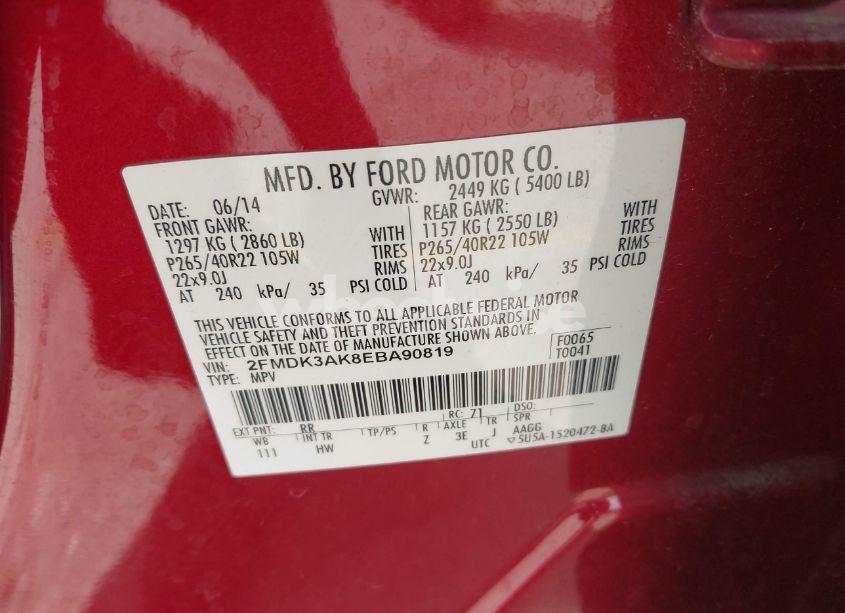 MFD. BY FORD MOTOR CO.
DATE: 06/14 GVWR: 2449 KG ( 5400 LB)
FRONT GAWR: REAR GAWR:
1297 KG ( 2860 LB) WITH 1157 KG ( 2550 LB) WITH
P265/40R22 105W TIRES P265/40R22 105W TIRES
22x9.0J RIMS 22x9.0J RIMS
AT 240 kPa/ 35 PSI COLD AT 240 kPa/ 35 PSI COLD
THIS VEHICLE CONFORMS TO ALL APPLICABLE FEDERAL MOTOR
VEHICLE SAFETY AND THEFT PREVENTION STANDARDS IN
EFFECT ON THE DATE OF MANUFACTURE SHOWN ABOVE.
VIN: 2FMDK3AK8EBA90819 F0065
TYPE: MPV T0041
EXT PNT: RR RC: 71 DSO:
WB INT TR TP/PS R AXLE TR SPR
111 HW Z 3E J AAGG
UTC ▽5U5A-1520472-BA